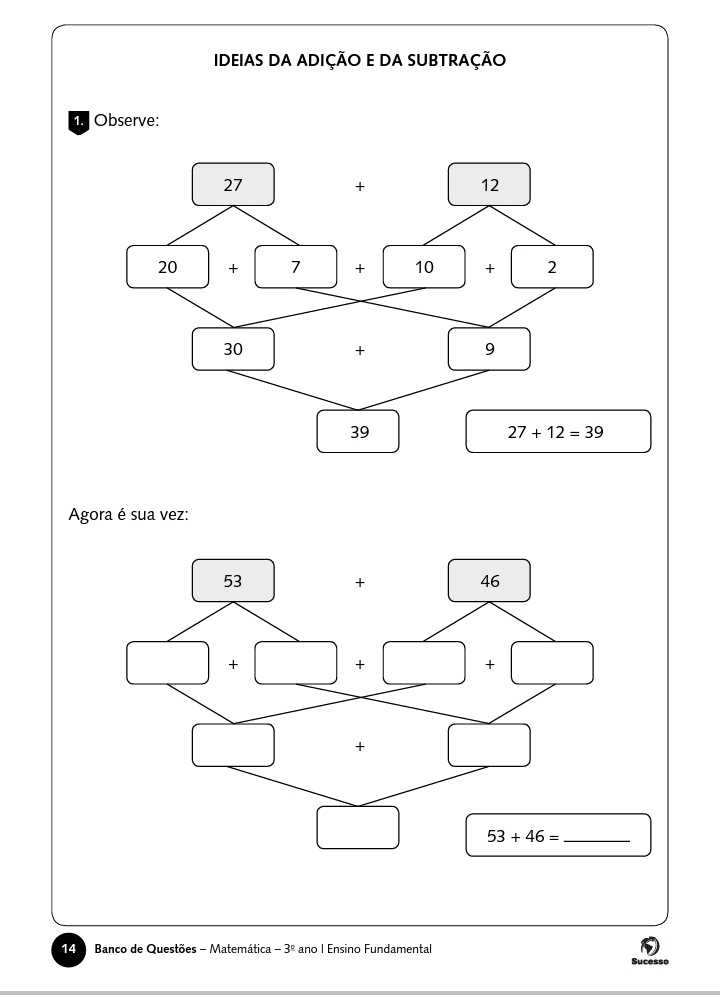 IDEIAS DA ADIÇÃO E DA SUBTRAÇÃO
1. Observe:
27 + 12
20 + 7 + 10 + 2
30 + 9
39
27 + 12 = 39
Agora é sua vez:
53 + 46
+ + +
+
53 + 46 = ________
14 Banco de Questões – Matemática – 3º ano I Ensino Fundamental
Sucesso